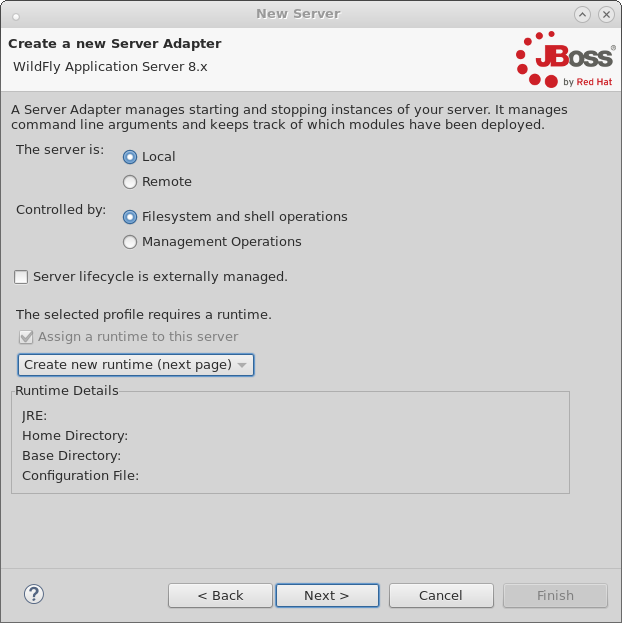 New Server
Create a new Server Adapter
WildFly Application Server 8.x
JBoss®
by Red Hat
A Server Adapter manages starting and stopping instances of your server. It manages
command line arguments and keeps track of which modules have been deployed.
The server is:
Local
Remote
Controlled by:
Filesystem and shell operations
Management Operations
Server lifecycle is externally managed.
The selected profile requires a runtime.
Assign a runtime to this server
Create new runtime (next page)
Runtime Details
JRE:
Home Directory:
Base Directory:
Configuration File:
?
< Back
Next >
Cancel
Finish